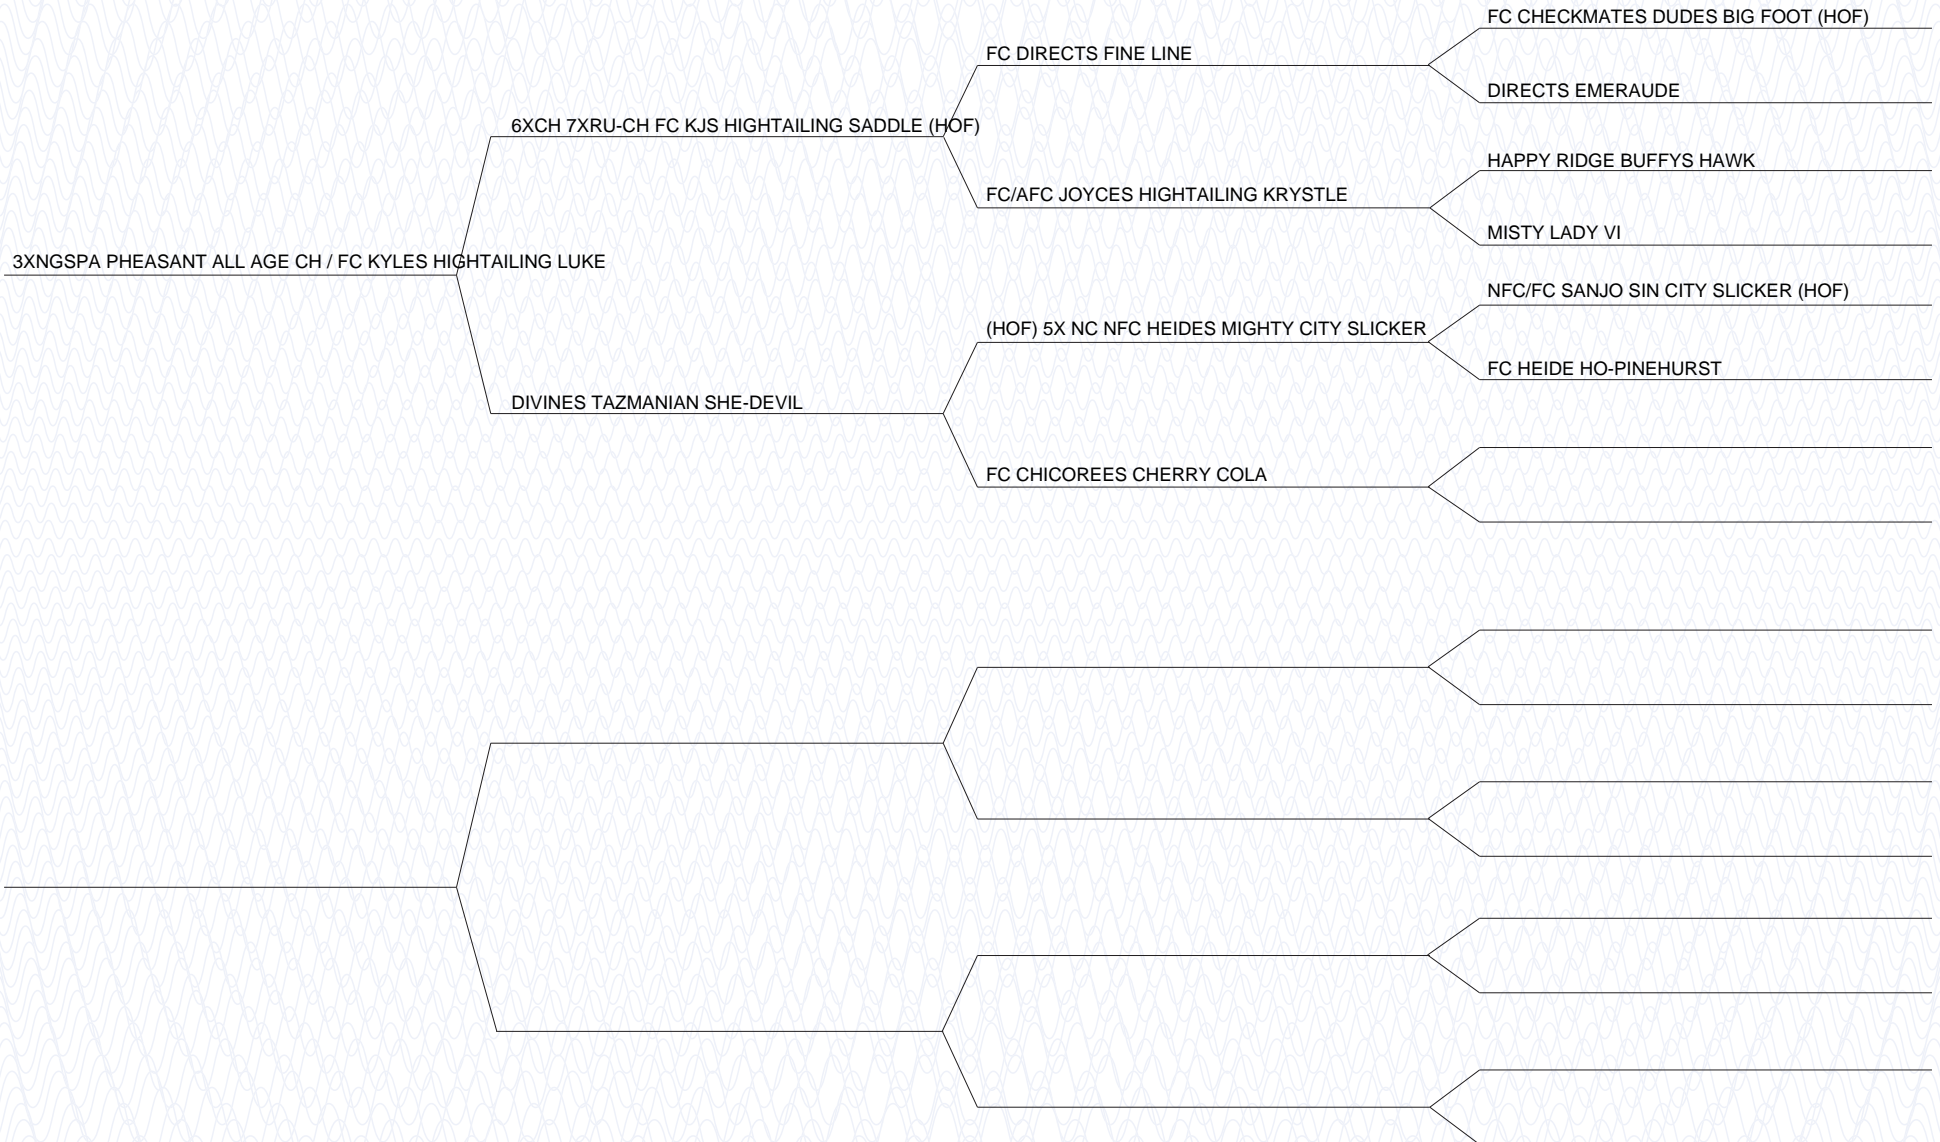 FC CHECKMATES DUDES BIG FOOT (HOF)
FC DIRECTS FINE LINE
DIRECTS EMERAUDE
6XCH 7XRU-CH FC KJS HIGHTAILING SADDLE (HOF)
HAPPY RIDGE BUFFYS HAWK
FC/AFC JOYCES HIGHTAILING KRYSTLE
MISTY LADY VI
3XNGSPA PHEASANT ALL AGE CH / FC KYLES HIGHTAILING LUKE
NFC/FC SANJO SIN CITY SLICKER (HOF)
(HOF) 5X NC NFC HEIDES MIGHTY CITY SLICKER
FC HEIDE HO-PINEHURST
DIVINES TAZMANIAN SHE-DEVIL
FC CHICOREES CHERRY COLA